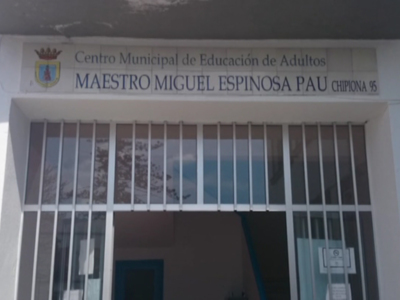 Centro Municipal de Educación de Adultos
MAESTRO MIGUEL ESPINOSA PAU CHIPIONA 95